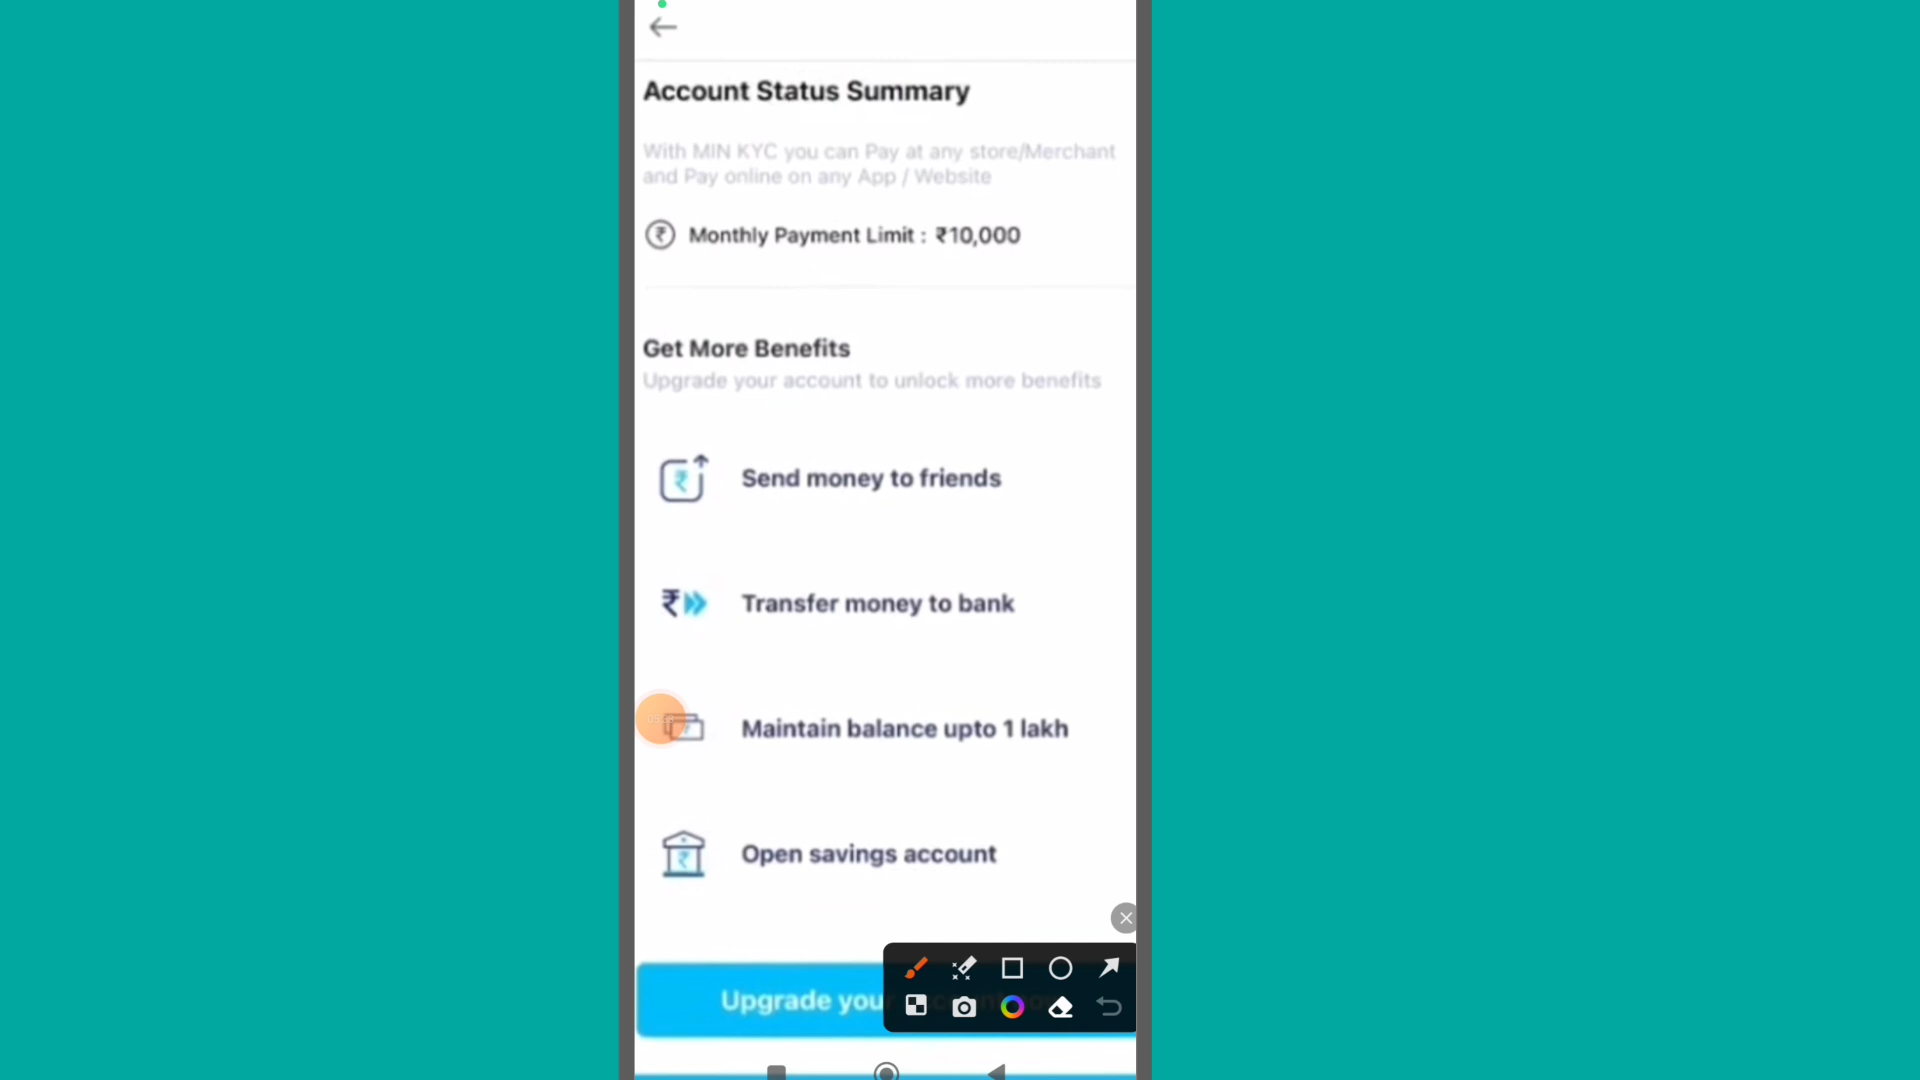 Account Status Summary
With MIN KYC you can Pay at any store/Merchant
and Pay online on any App / Website
Monthly Payment Limit : ₹10,000
Get More Benefits
Upgrade your account to unlock more benefits
Send money to friends
Transfer money to bank
Maintain balance upto 1 lakh
Open savings account
Upgrade your